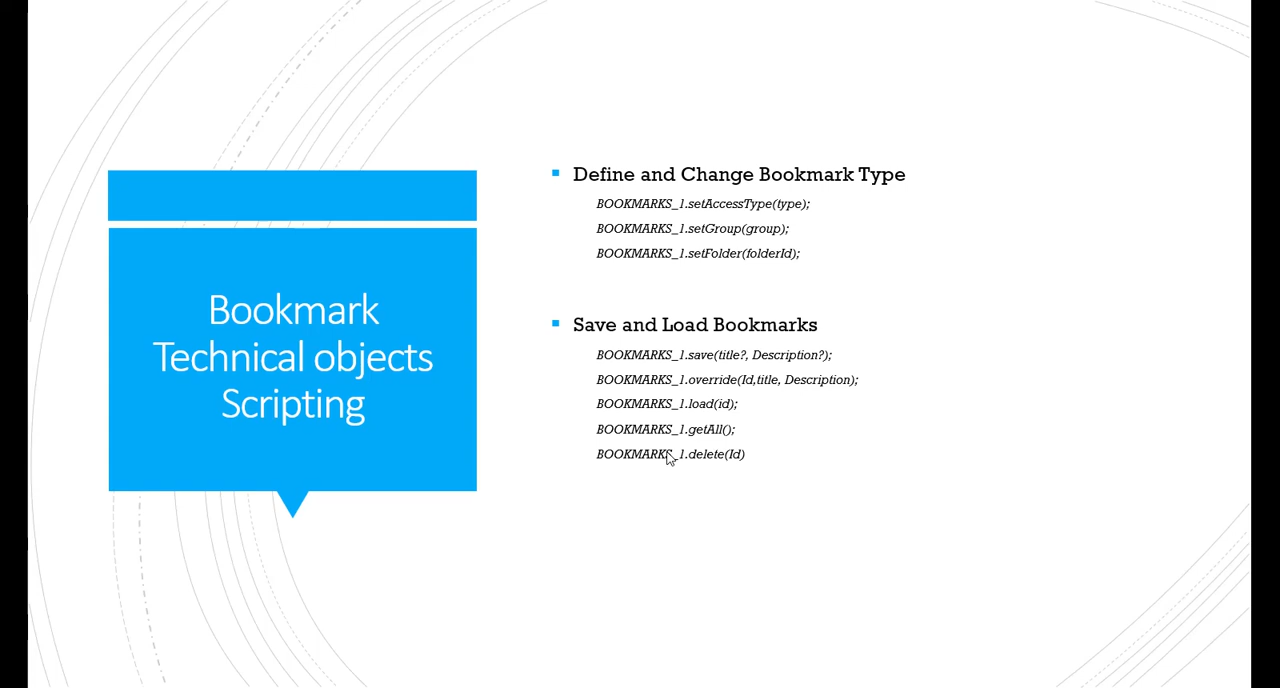 Bookmark
Technical objects
Scripting
Define and Change Bookmark Type
BOOKMARKS_1.setAccessType(type);
BOOKMARKS_1.setGroup(group);
BOOKMARKS_1.setFolder(folderId);
Save and Load Bookmarks
BOOKMARKS_1.save(title?, Description?);
BOOKMARKS_1.override(Id,title, Description);
BOOKMARKS_1.load(id);
BOOKMARKS_1.getAll();
BOOKMARKS_1.delete(Id)